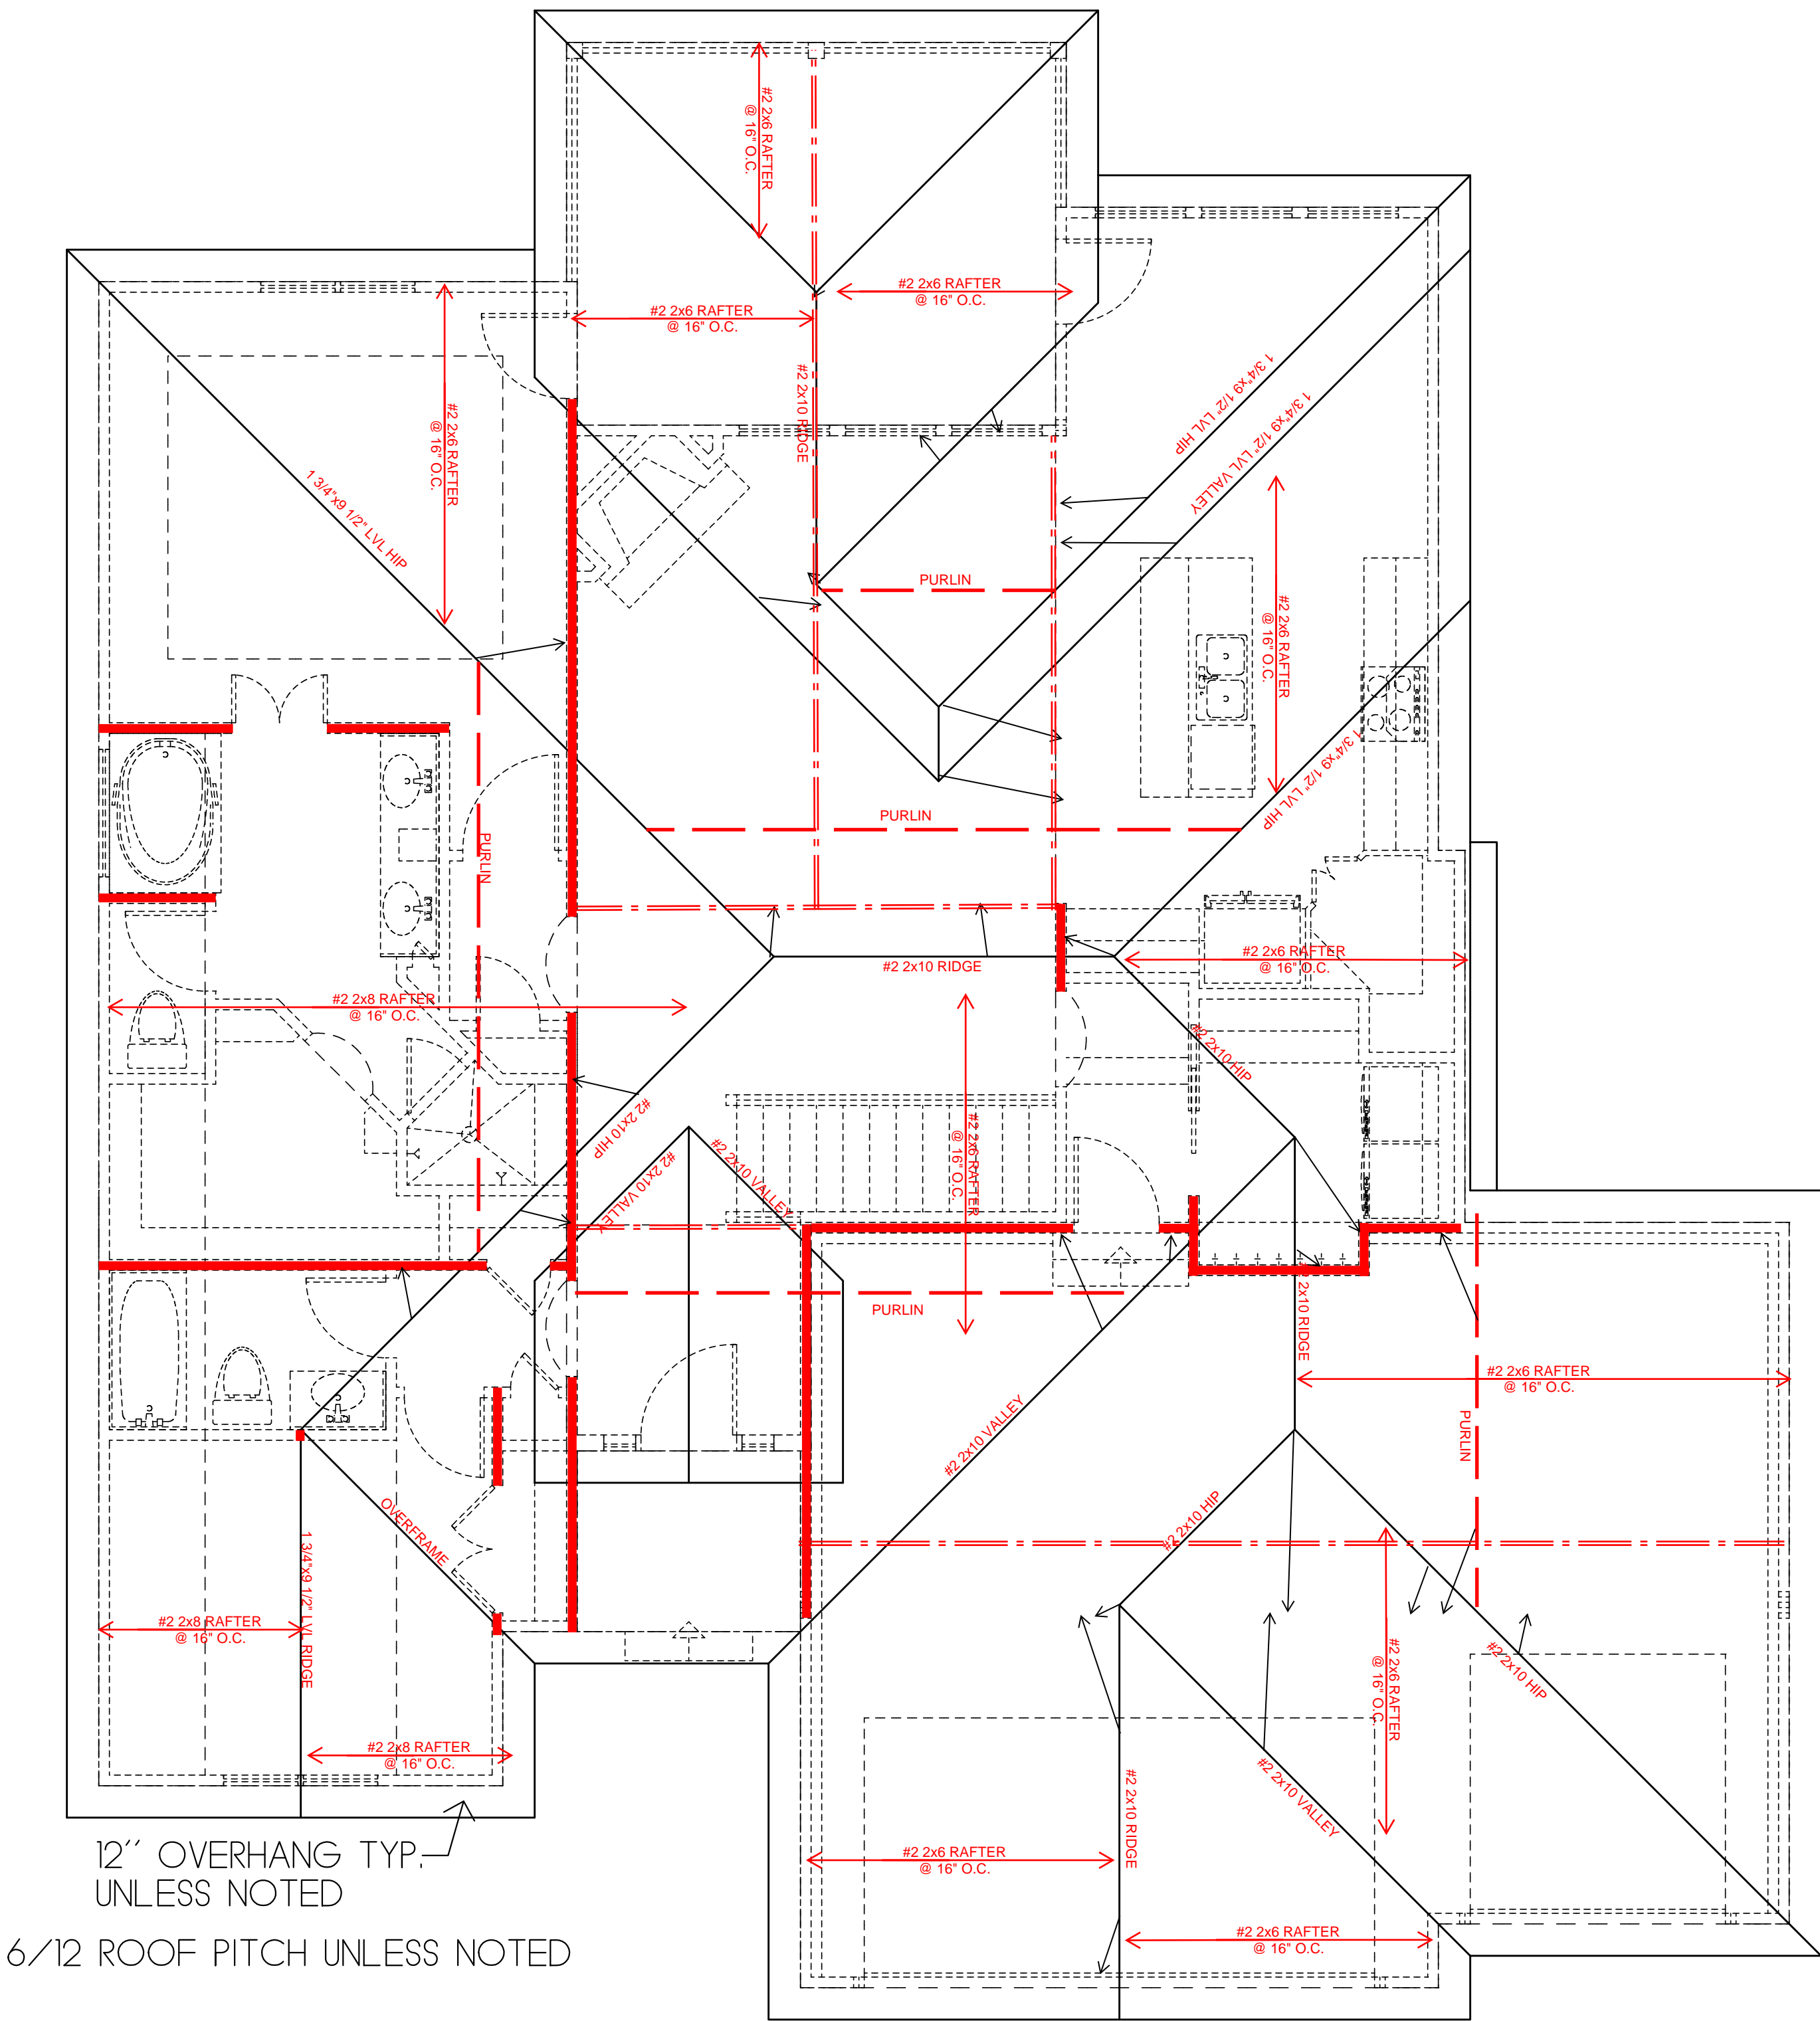 #2 2x6 RAFTER
@ 16" O.C.
#2 2x6 RAFTER
@ 16" O.C.
#2 2x6 RAFTER
@ 16" O.C.
#2 2x10 RIDGE
1 3/4"x9 1/2" LVL HIP
1 3/4"x9 1/2" LVL VALLEY
#2 2x6 RAFTER
@ 16" O.C.
1 3/4"x9 1/2" LVL HIP
PURLIN
#2 2x6 RAFTER
@ 16" O.C.
1 3/4"x9 1/2" LVL HIP
PURLIN
PURLIN
#2 2x10 RIDGE
#2 2x6 RAFTER
@ 16" O.C.
#2 2x8 RAFTER
@ 16" O.C.
#2 2x10 HIP
#2 2x10 HIP
#2 2x10 VALLEY
#2 2x10 VALLEY
#2 2x6 RAFTER
@ 16" O.C.
PURLIN
#2 2x10 RIDGE
#2 2x6 RAFTER
@ 16" O.C.
PURLIN
#2 2x10 VALLEY
#2 2x10 HIP
OVERFRAME
1 3/4"x9 1/2" LVL RIDGE
#2 2x8 RAFTER
@ 16" O.C.
#2 2x8 RAFTER
@ 16" O.C.
#2 2x6 RAFTER
@ 16" O.C.
#2 2x10 HIP
#2 2x10 VALLEY
#2 2x10 RIDGE
#2 2x6 RAFTER
@ 16" O.C.
#2 2x6 RAFTER
@ 16" O.C.
12" OVERHANG TYP.
UNLESS NOTED
6/12 ROOF PITCH UNLESS NOTED